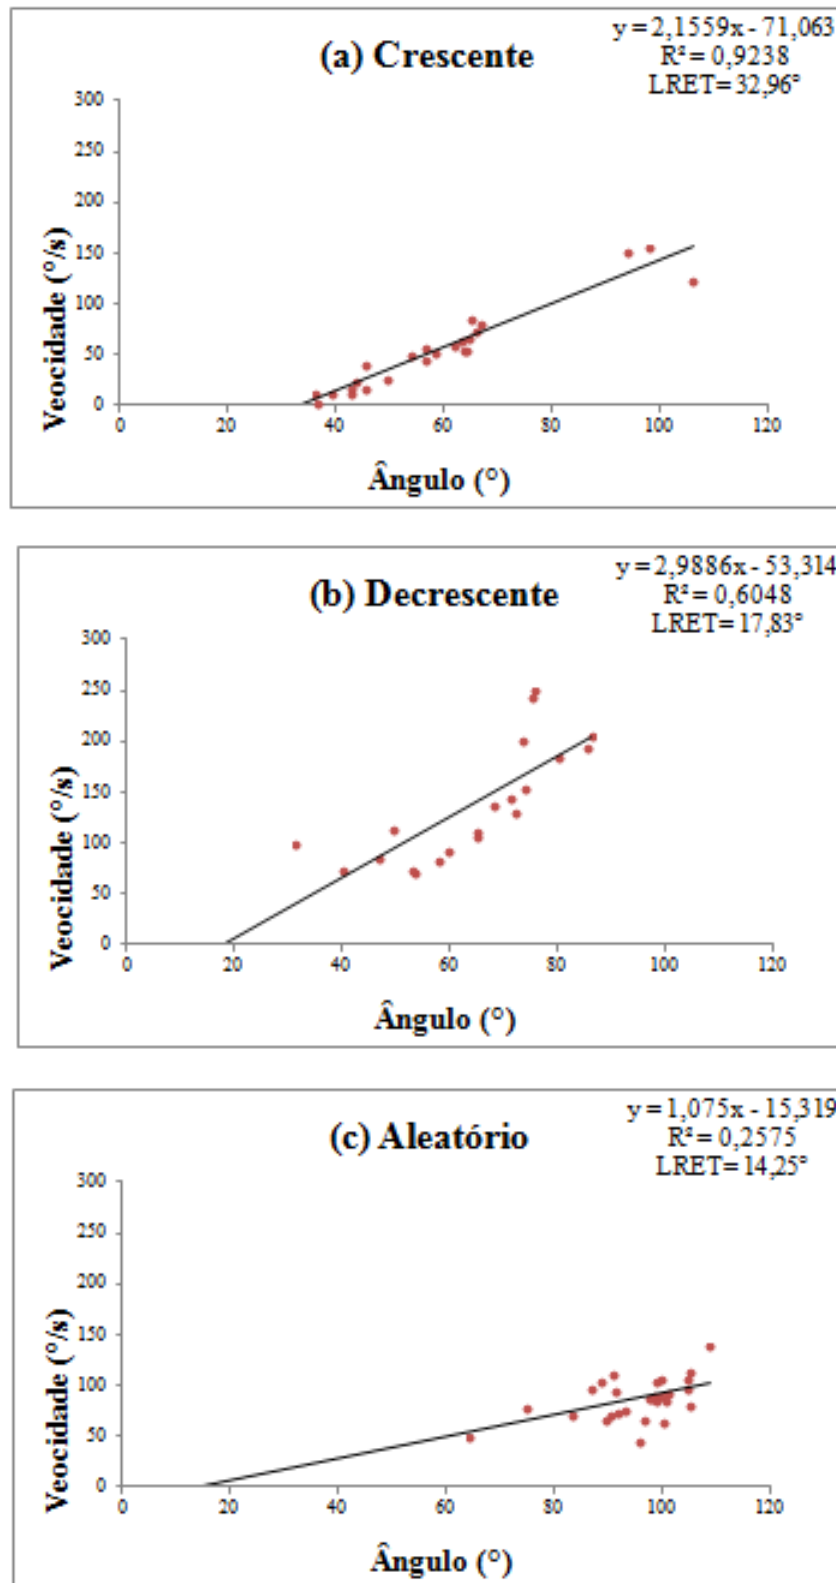 y = 2,1559x - 71,063
(a) Crescente
R² = 0,9238
LRET= 32,96°
300
250
200
150
100
50
0
Veocidade (°/s)
0 20 40 60 80 100 120
Ângulo (°)
y = 2,9886x - 53,314
(b) Decrescente
R² = 0,6048
LRET= 17,83°
300
250
200
150
100
50
0
Veocidade (°/s)
0 20 40 60 80 100 120
Ângulo (°)
y = 1,075x - 15,319
(c) Aleatório
R² = 0,2575
LRET= 14,25°
300
250
200
150
100
50
0
Veocidade (°/s)
0 20 40 60 80 100 120
Ângulo (°)